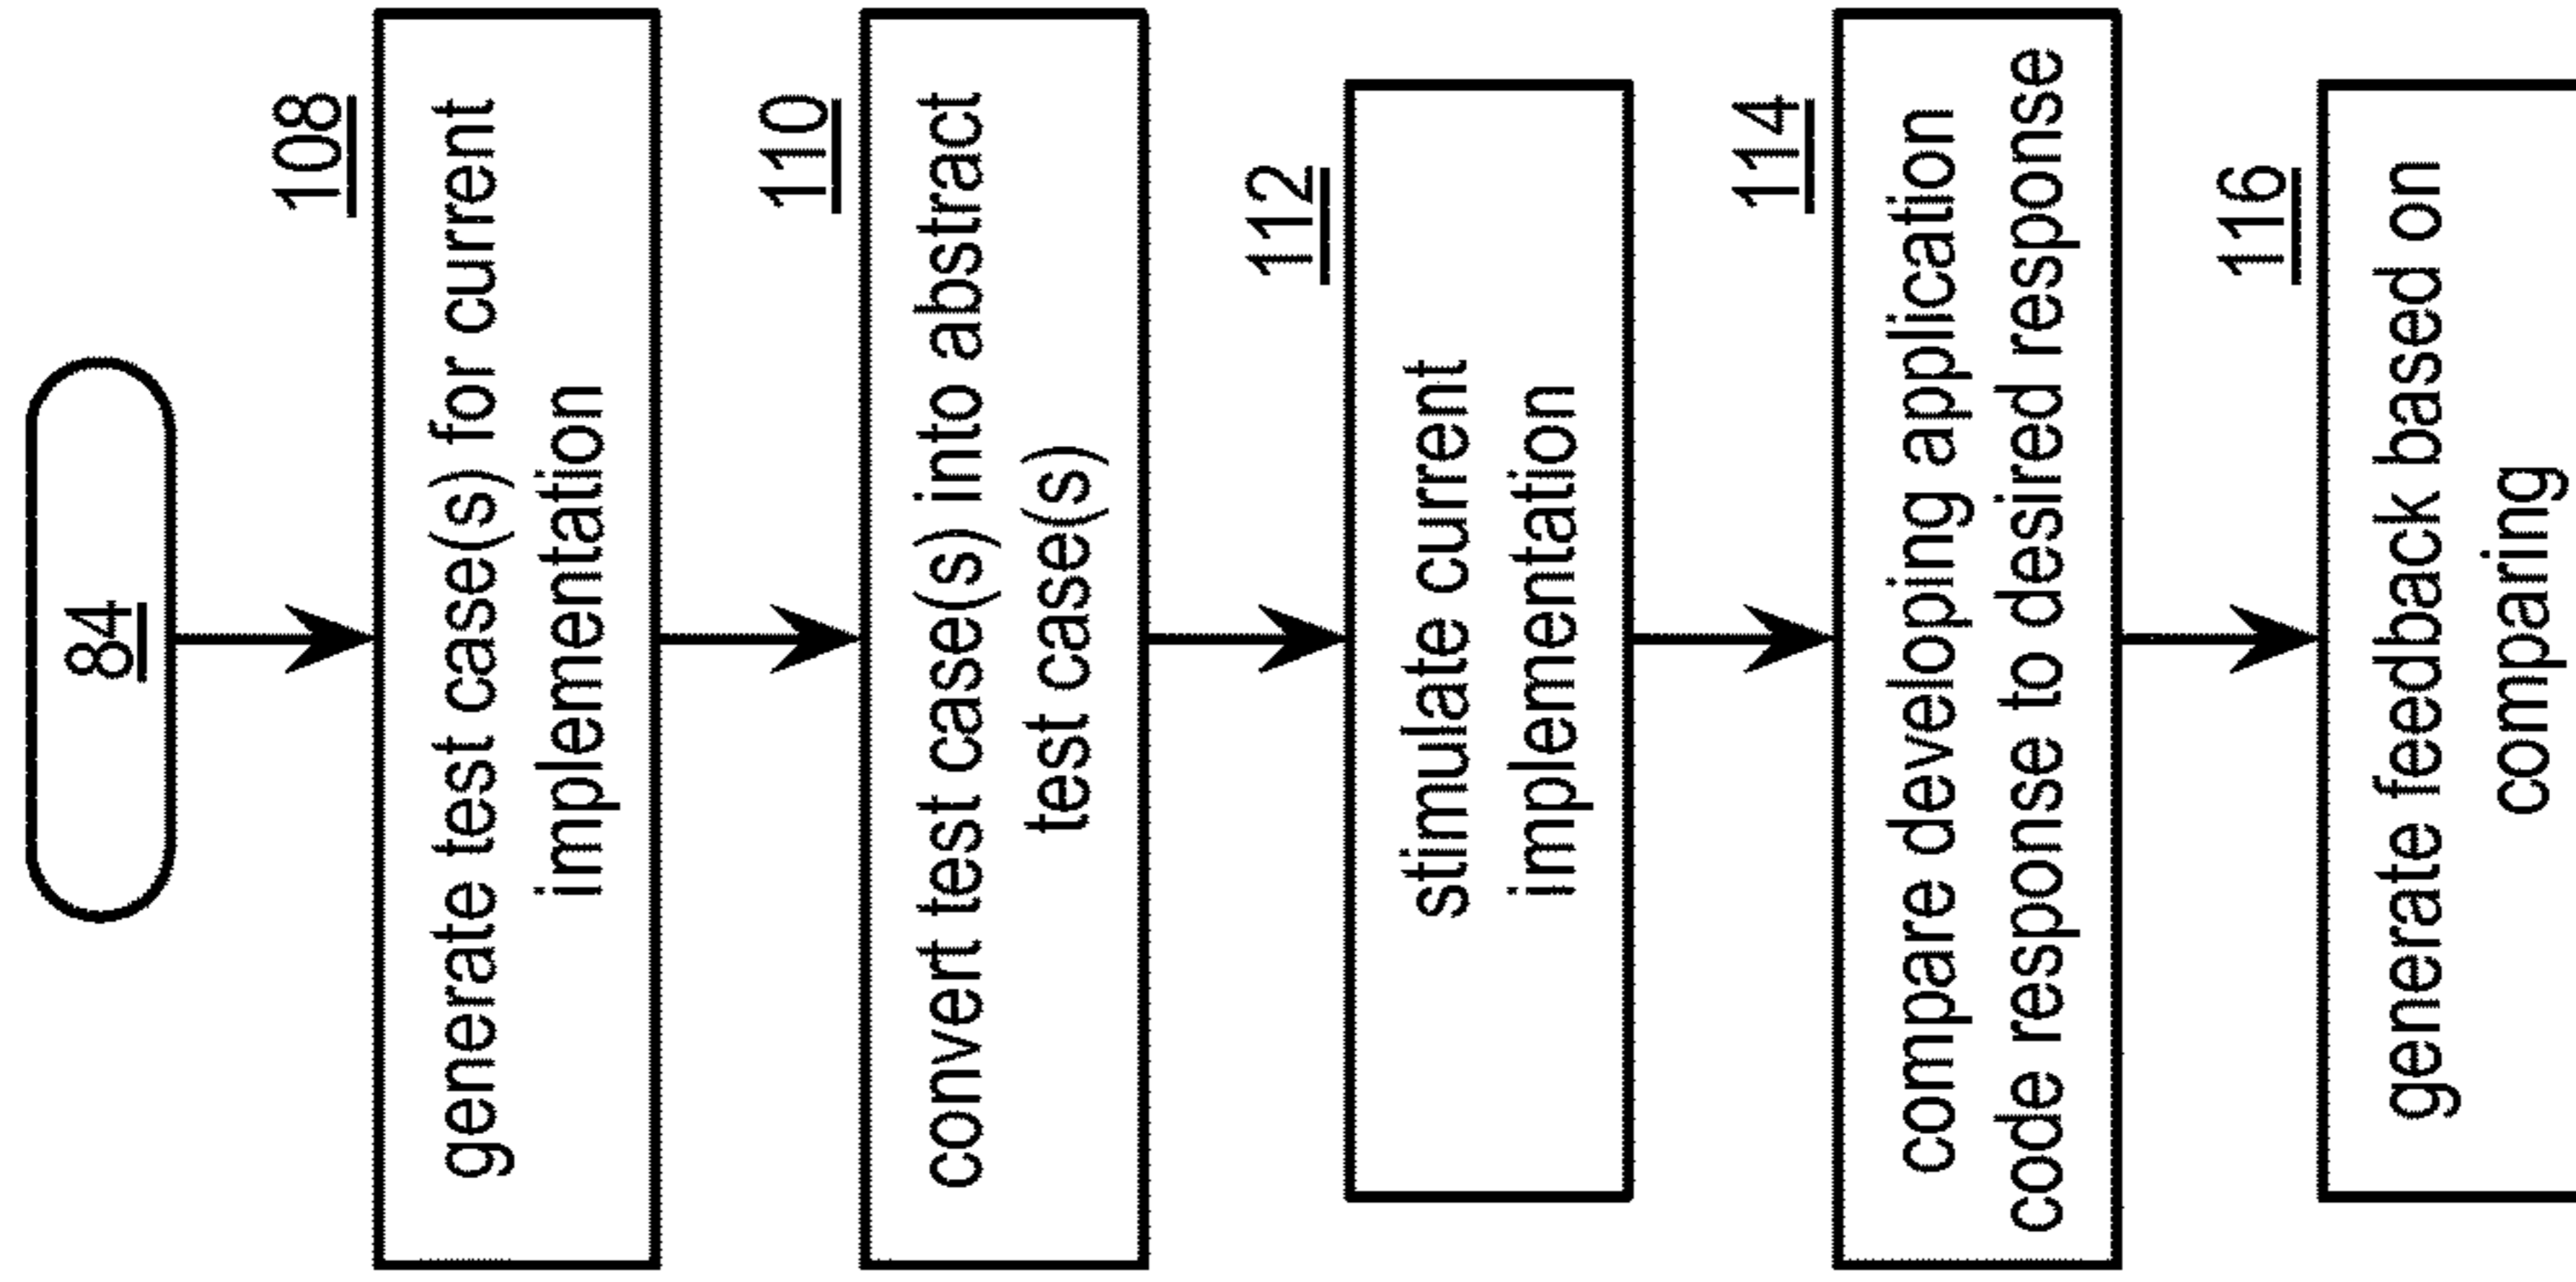 84
108
generate test case(s) for current
implementation
110
convert test case(s) into abstract
test case(s)
112
stimulate current
implementation
114
compare developing application
code response to desired response
116
generate feedback based on
comparing